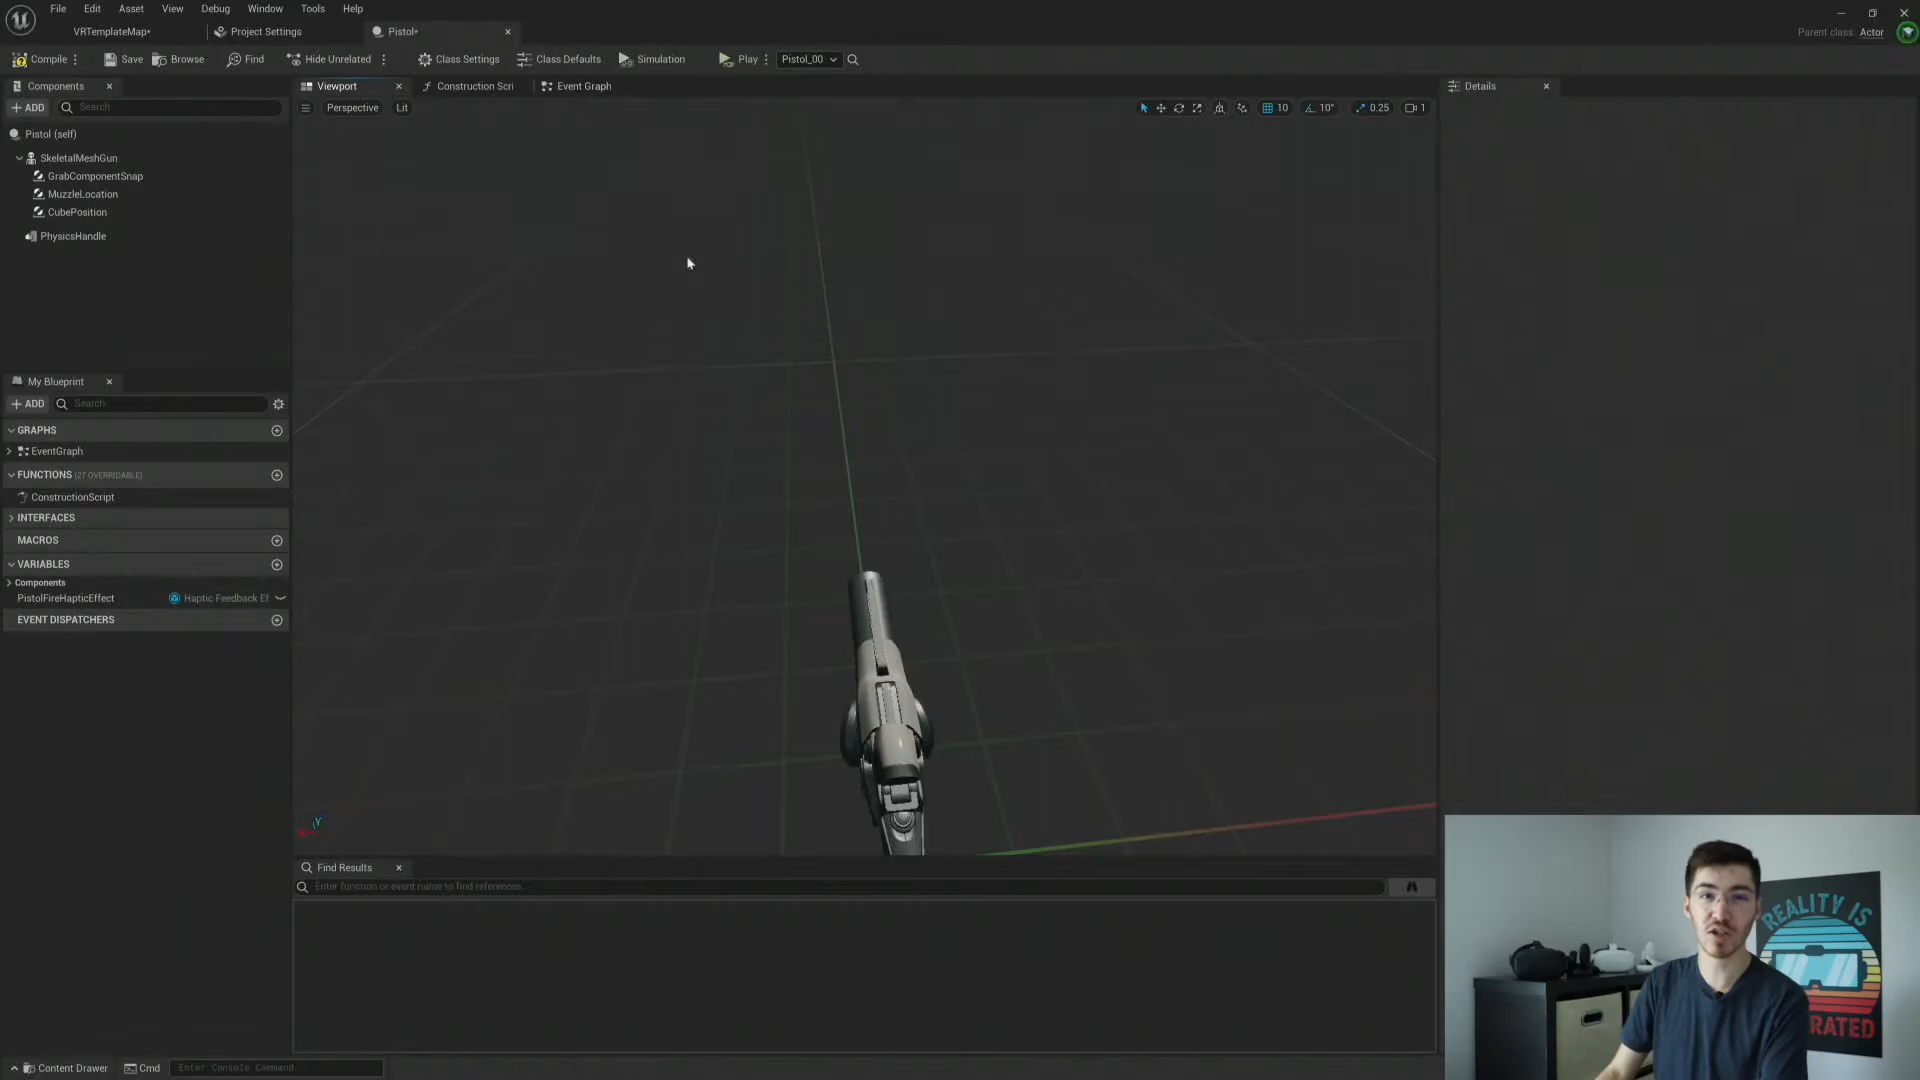 File Edit Asset View Debug Window Tools Help
VRTemplateMap* Project Settings Pistol*
Parent class: Actor
Compile Save Browse Find Hide Unrelated Class Settings Class Defaults Simulation Play Pistol_00
Components
ADD Search
Pistol (self)
SkeletalMeshGun
GrabComponentSnap
MuzzleLocation
CubePosition
PhysicsHandle
My Blueprint
ADD Search
GRAPHS
EventGraph
FUNCTIONS (27 OVERRIDABLE)
ConstructionScript
INTERFACES
MACROS
VARIABLES
Components
PistolFireHapticEffect Haptic Feedback Ef
EVENT DISPATCHERS
Viewport Construction Scri Event Graph
Perspective Lit
10 10° 0.25 1
Y
Find Results
Enter function or event name to find references.
Details
Content Drawer Cmd Enter Console Command
REALITY IS
RATED